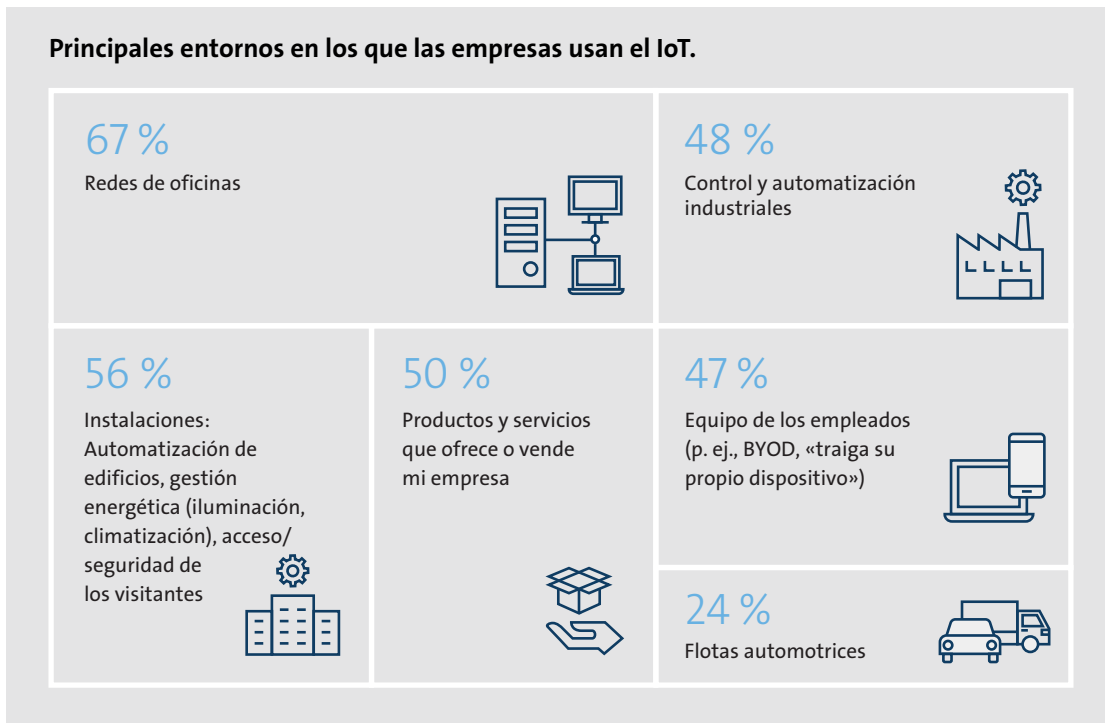 Principales entornos en los que las empresas usan el IoT.
67 %
Redes de oficinas
48 %
Control y automatización
industriales
56 %
Instalaciones:
Automatización de
edificios, gestión
energética (iluminación,
climatización), acceso/
seguridad de
los visitantes
50 %
Productos y servicios
que ofrece o vende
mi empresa
47 %
Equipo de los empleados
(p. ej., BYOD, «traiga su
propio dispositivo»)
24 %
Flotas automotrices